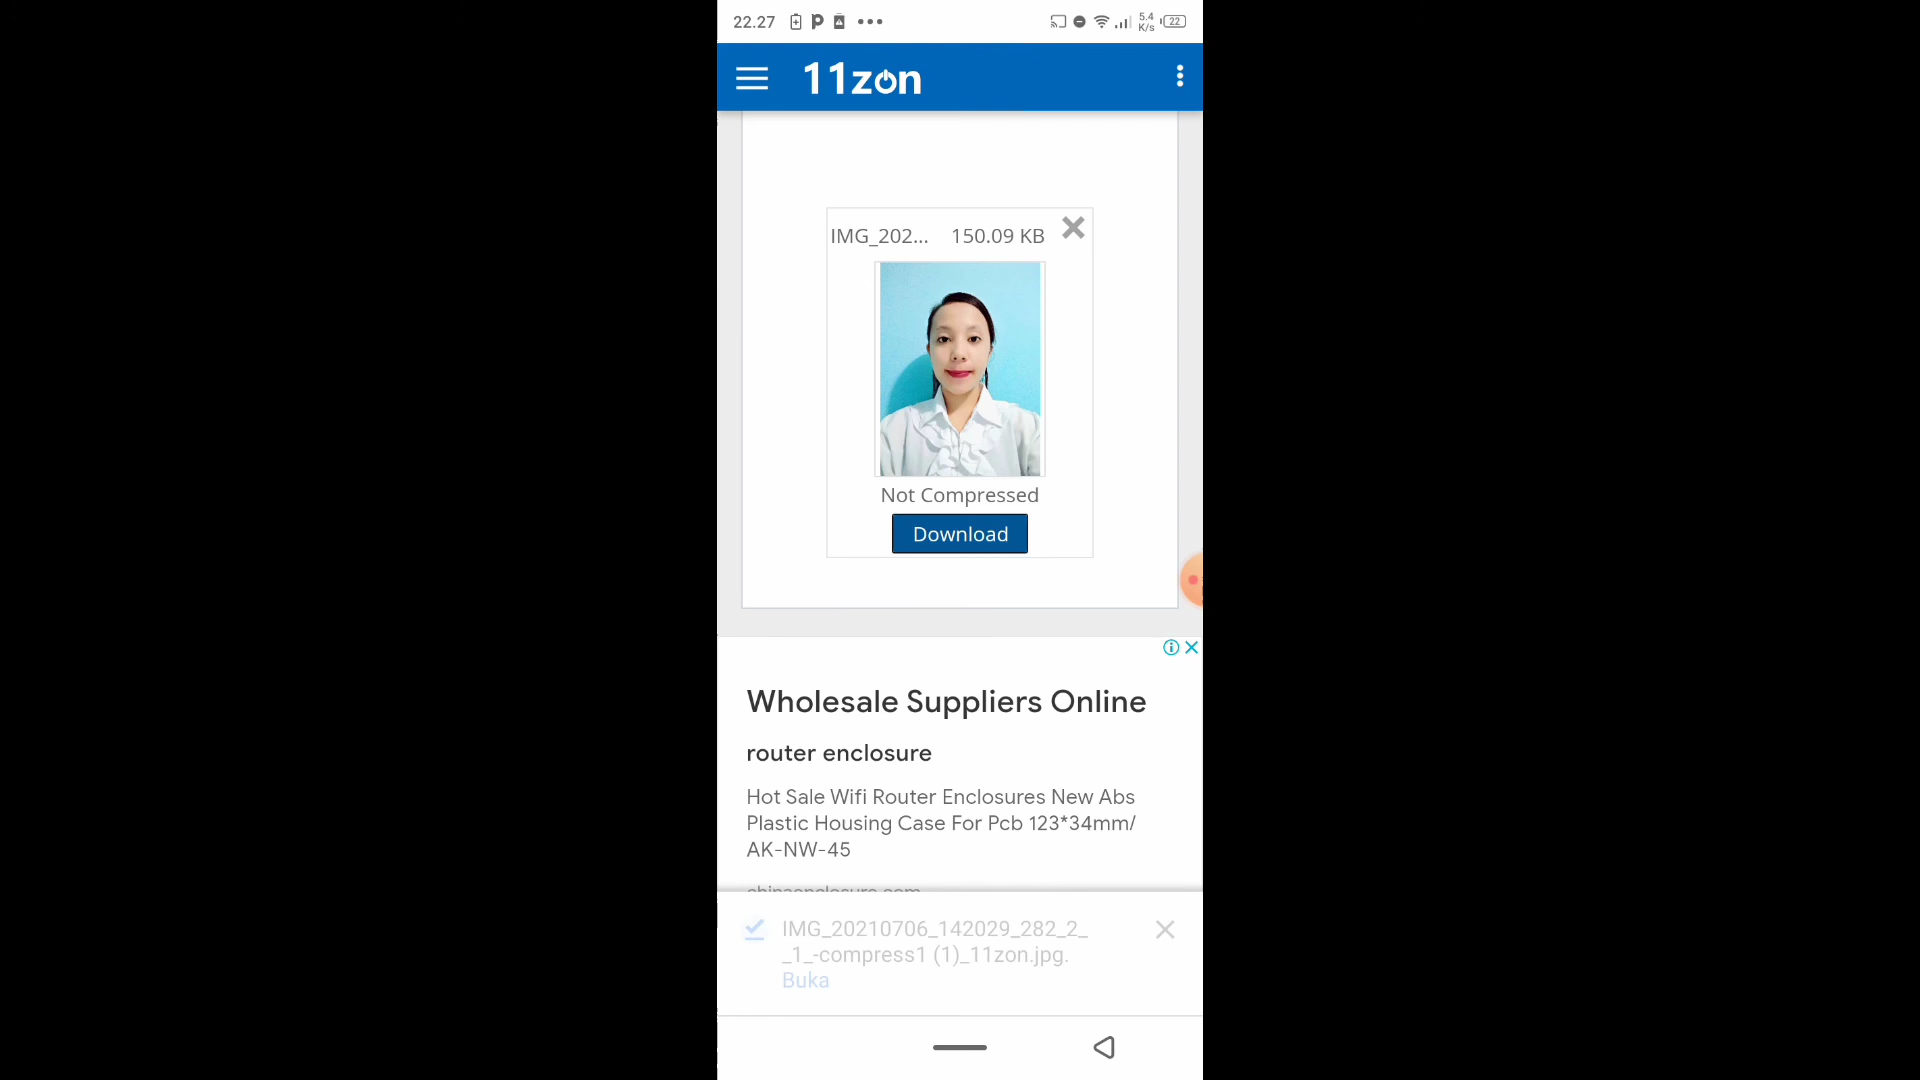 22.27
5.4
K/s
22
11zon
IMG_202... 150.09 KB
Not Compressed
Download
Wholesale Suppliers Online
router enclosure
Hot Sale Wifi Router Enclosures New Abs
Plastic Housing Case For Pcb 123*34mm/
AK-NW-45
chinaenclosure.com
IMG_20210706_142029_282_2_
_1_-compress1 (1)_11zon.jpg.
Buka